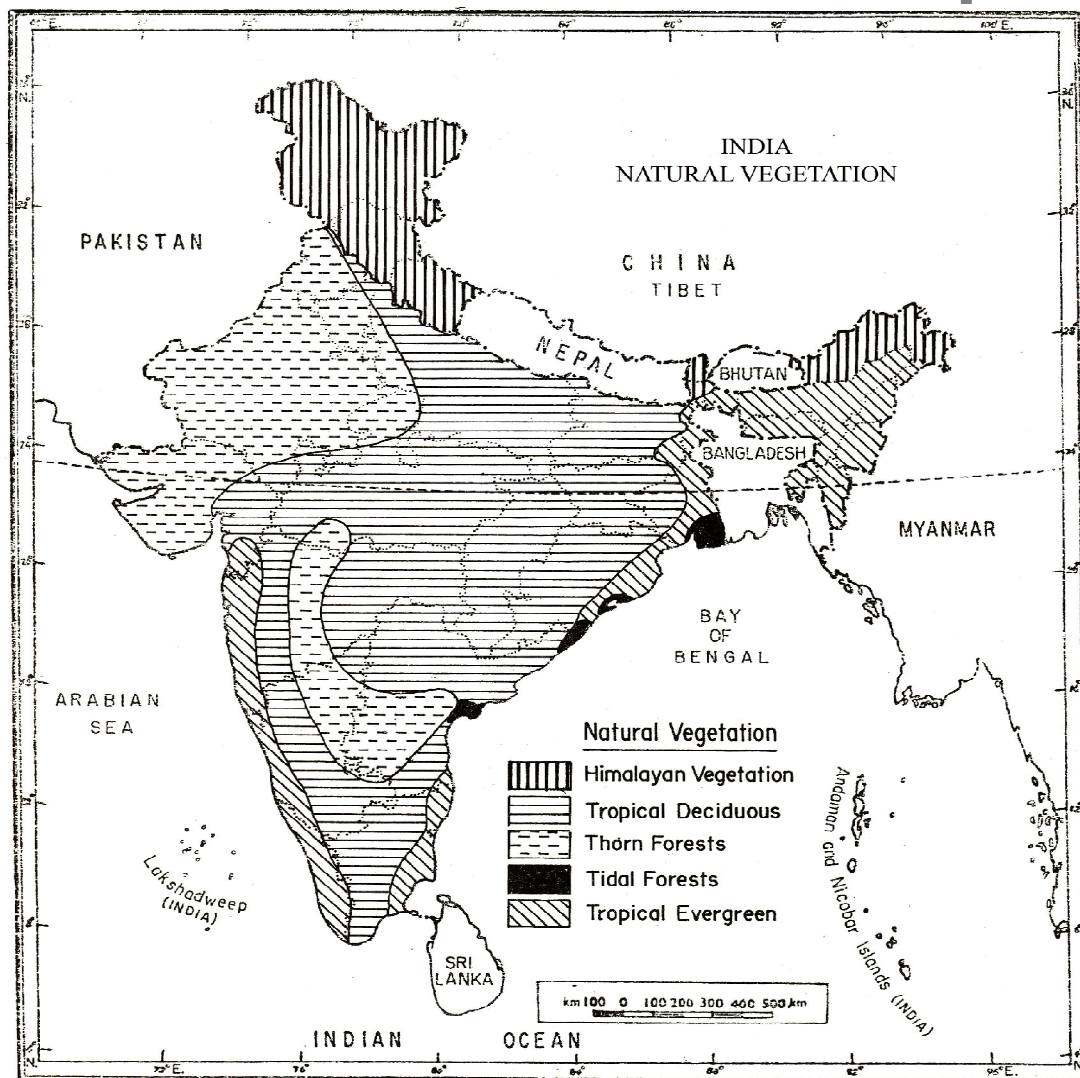 INDIA
NATURAL VEGETATION
PAKISTAN
CHINA
TIBET
NEPAL
BHUTAN
BANGLADESH
MYANMAR
BAY
OF
BENGAL
ARABIAN
SEA
Natural Vegetation
Himalayan Vegetation
Tropical Deciduous
Thorn Forests
Tidal Forests
Tropical Evergreen
Lakshadweep
(INDIA)
Andaman and Nicobar Islands (INDIA)
SRI
LANKA
km 100 0 100 200 300 400 500 km
INDIAN OCEAN